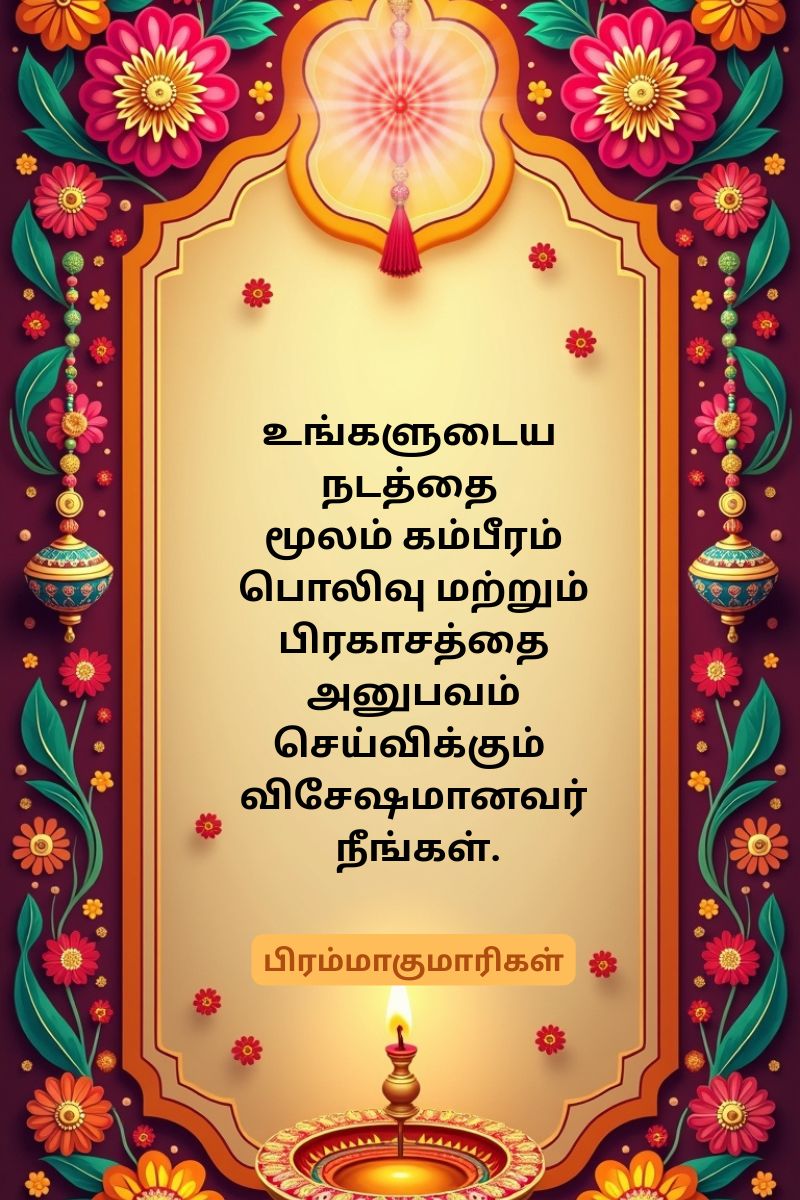 உங்களுடைய
நடத்தை
மூலம் கம்பீரம்
பொலிவு மற்றும்
பிரகாசத்தை
அனுபவம்
செய்விக்கும்
விசேஷமானவர்
நீங்கள்.
பிரம்மாகுமாரிகள்